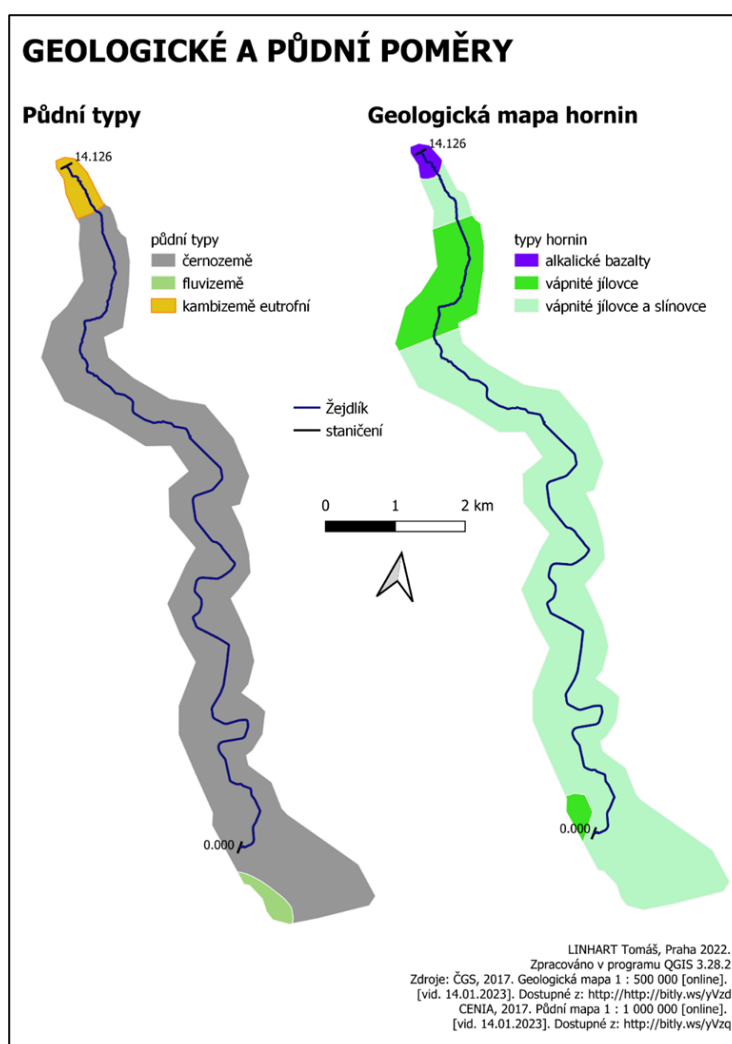 GEOLOGICKÉ A PŮDNÍ POMĚRY
Půdní typy
14.126
půdní typy
černozemě
fluvizemě
kambizemě eutrofní
Geologická mapa hornin
14.126
typy hornin
alkalické bazalty
vápnité jílovce
vápnité jílovce a slínovce
Žejdlík
staničení
0 1 2 km
0.000
0.000
LINHART Tomáš, Praha 2022.
Zpracováno v programu QGIS 3.28.2
Zdroje: ČGS, 2017. Geologická mapa 1 : 500 000 [online].
[vid. 14.01.2023]. Dostupné z: http://http://bitly.ws/yVzd
CENIA, 2017. Půdní mapa 1 : 1 000 000 [online].
[vid. 14.01.2023]. Dostupné z: http://bitly.ws/yVzq